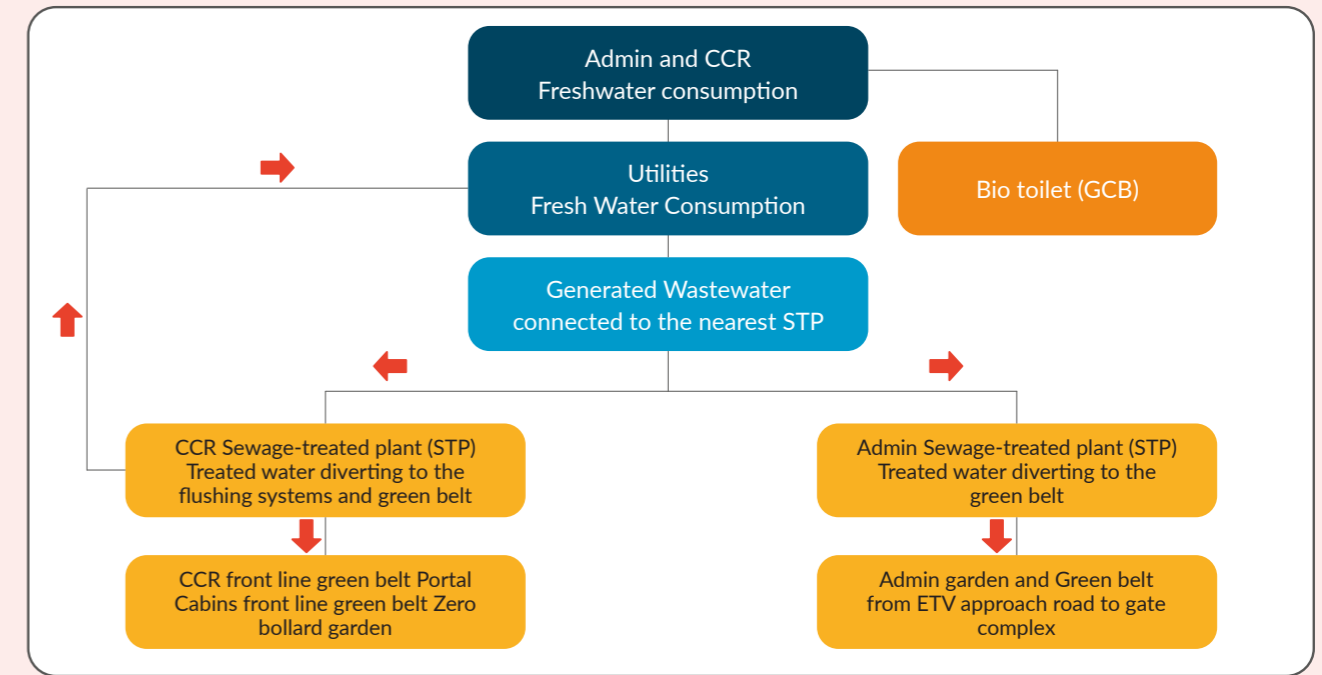 Admin and CCR
Freshwater consumption
Utilities
Fresh Water Consumption
Bio toilet (GCB)
Generated Wastewater
connected to the nearest STP
CCR Sewage-treated plant (STP)
Treated water diverting to the
flushing systems and green belt
Admin Sewage-treated plant (STP)
Treated water diverting to the
green belt
CCR front line green belt Portal
Cabins front line green belt Zero
bollard garden
Admin garden and Green belt
from ETV approach road to gate
complex